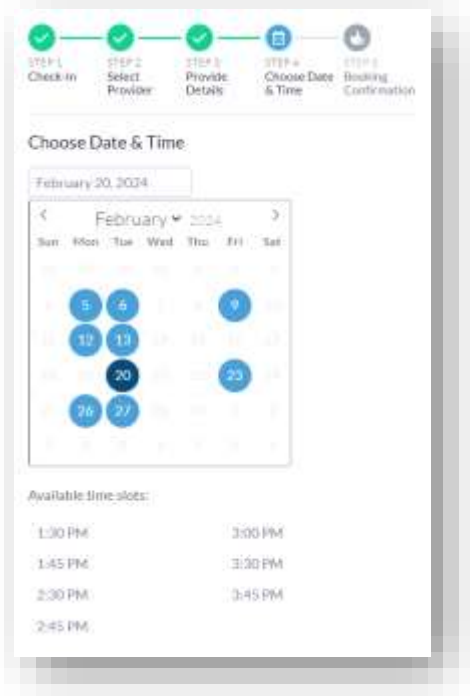 STEP 1 STEP 2 STEP 3 STEP 4 STEP 5
Check-In Select Provider Provide Details Choose Date & Time Booking Confirmation
Choose Date & Time
February 20, 2024
February 2024
Sun Mon Tue Wed Thu Fri Sat
5 6 9
12 13
20 23
26 27
Available time slots:
1:30 PM 3:00 PM
1:45 PM 3:30 PM
2:30 PM 3:45 PM
2:45 PM